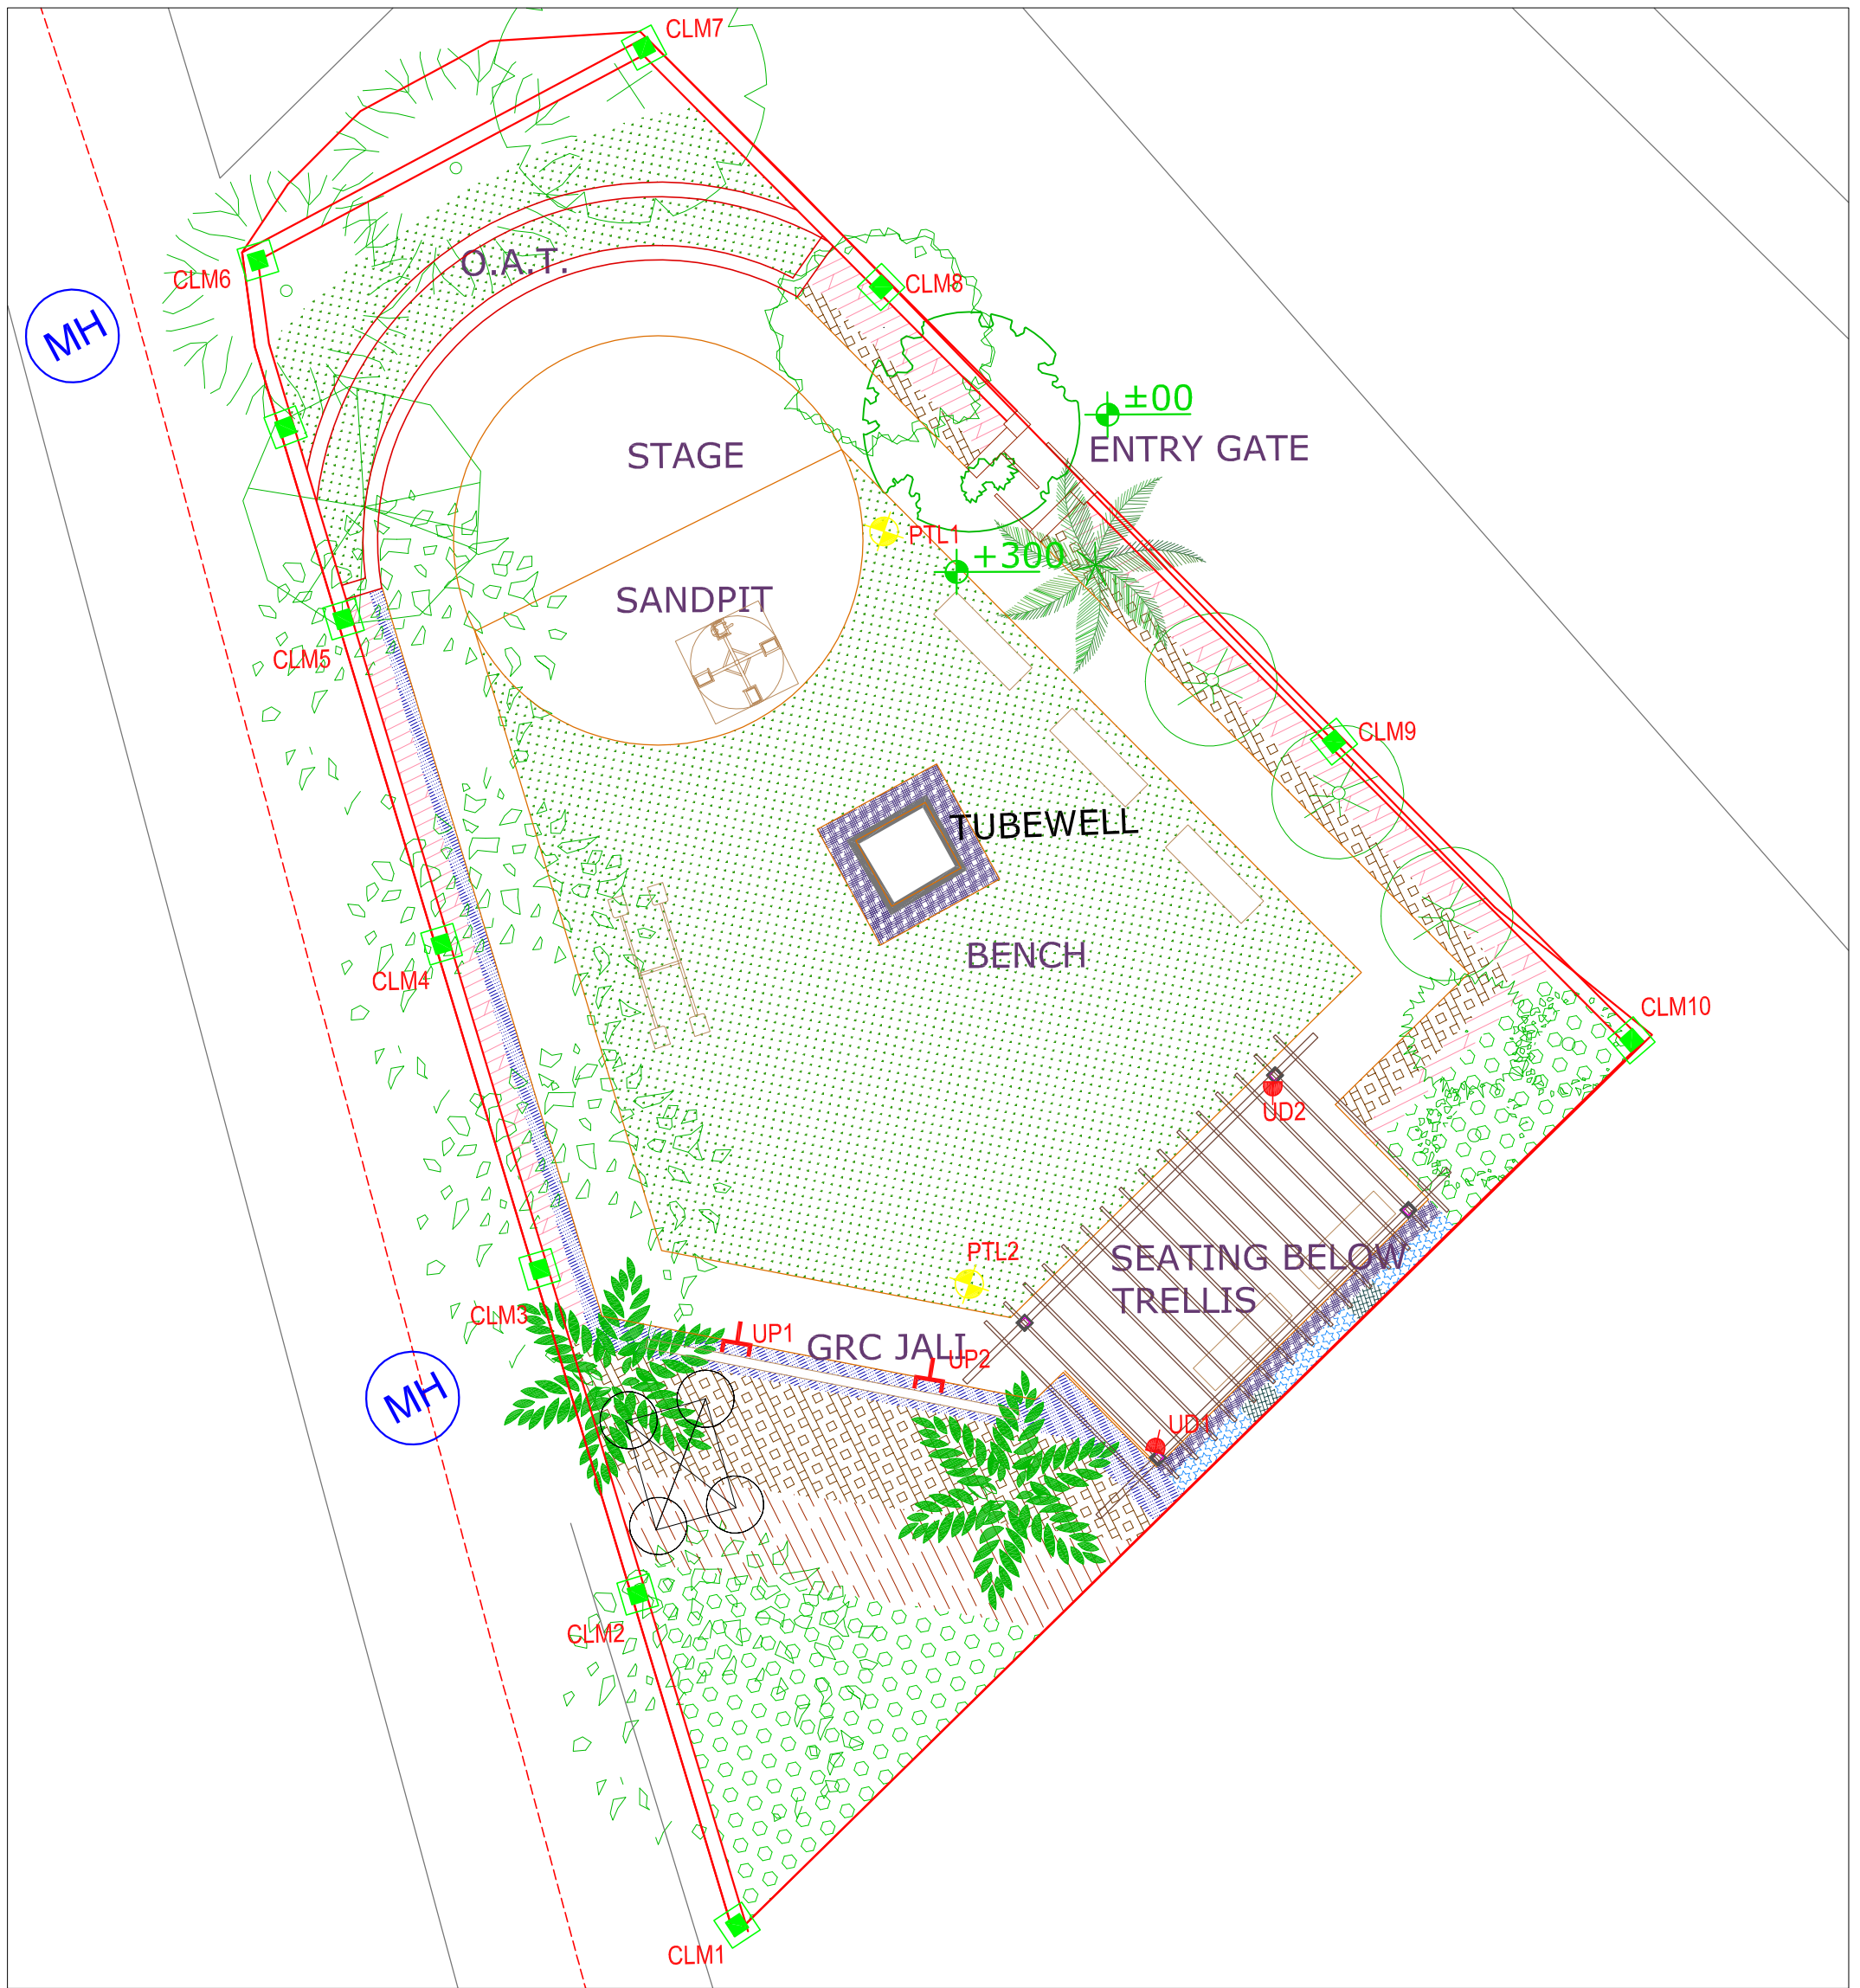 CLM7
O.A.T.
CLM6
CLM8
MH
±00
ENTRY GATE
STAGE
PTL1
+300
SANDPIT
CLM5
CLM9
TUBEWELL
BENCH
CLM4
CLM10
UD2
PTL2
SEATING BELOW
TRELLIS
CLM3
UP1
GRC JALI
UP2
MH
UD1
CLM2
CLM1